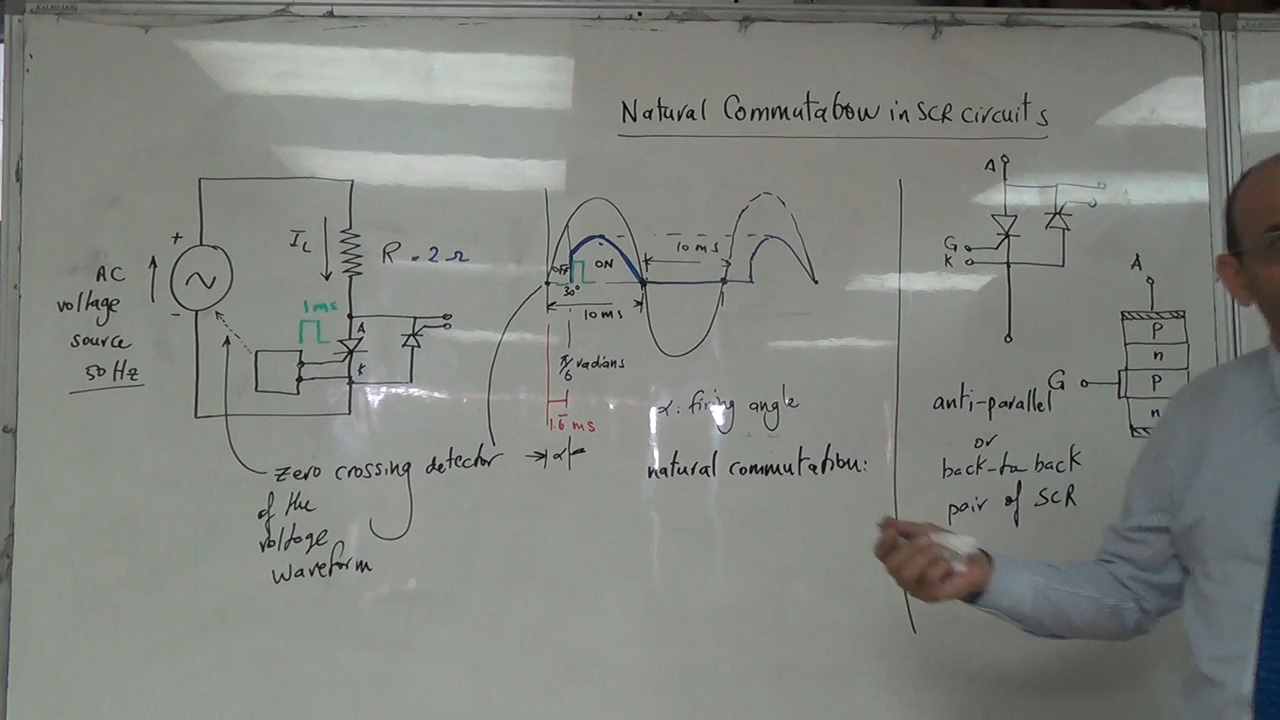 Natural Commutation in SCR circuits
AC
voltage
source
50 Hz
+
-
IL
R = 2 Ω
1ms
A
K
OFF
ON
30°
10 ms
10 ms
π/6 radians
1.6̅ ms
α
α: firing angle
natural commutation:
zero crossing detector
of the
voltage
waveform
A
G
K
anti-parallel
or
back-to back
pair of SCR
A
P
n
G
P
n